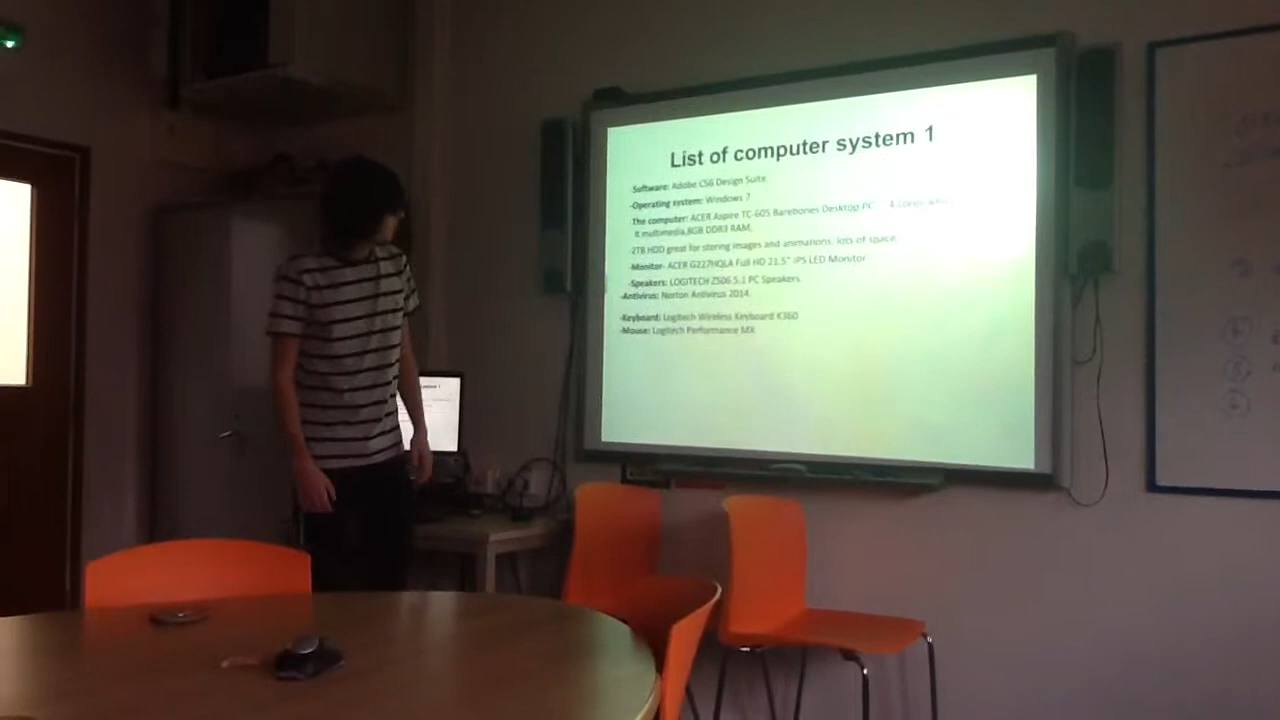 List of computer system 1
Software: Adobe CS6 Design Suite
-Operating system: Windows 7
The computer: ACER Aspire TC-605 Barebones Desktop PC 4 cores
it multimedia,8GB DDR3 RAM,
-2TB HDD great for storing images and animations. lots of space.
-Monitor- ACER G227HQLA Full HD 21.5" IPS LED Monitor
-Speakers: LOGITECH Z506 5.1 PC Speakers.
-Antivirus: Norton Antivirus 2014.
-Keyboard: Logitech Wireless Keyboard K360
-Mouse: Logitech Performance MX